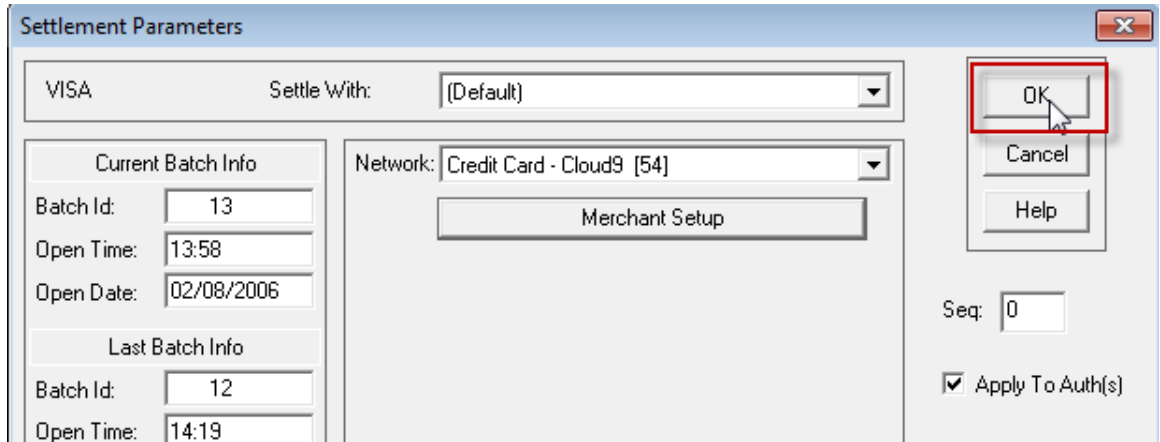 Settlement Parameters
VISA Settle With: (Default)
OK
Cancel
Help
Current Batch Info
Batch Id: 13
Open Time: 13:58
Open Date: 02/08/2006
Last Batch Info
Batch Id: 12
Open Time: 14:19
Network: Credit Card - Cloud9 [54]
Merchant Setup
Seq: 0
Apply To Auth(s)